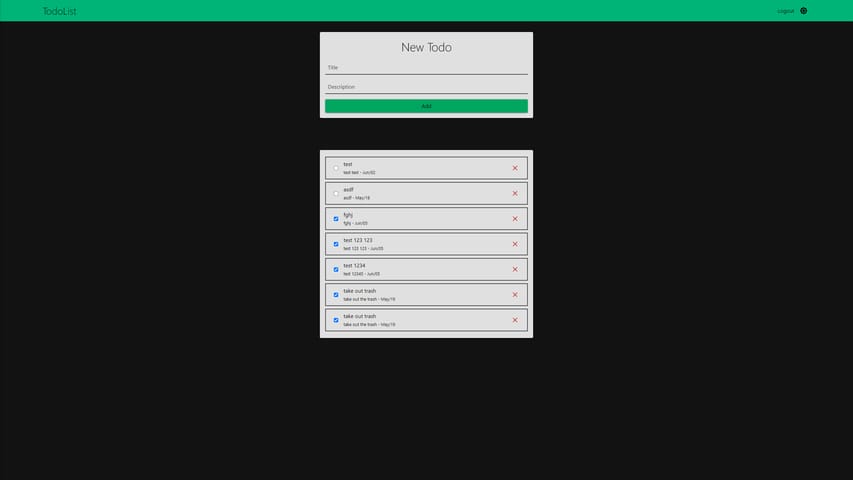 TodoList
Logout
New Todo
Title
Description
Add
test
test test - Jun/02
asdf
asdf - May/18
fghj
fghj - Jun/05
test 123 123
test 123 123 - Jun/05
test 1234
test 12345 - Jun/05
take out trash
take out the trash - May/19
take out trash
take out the trash - May/19